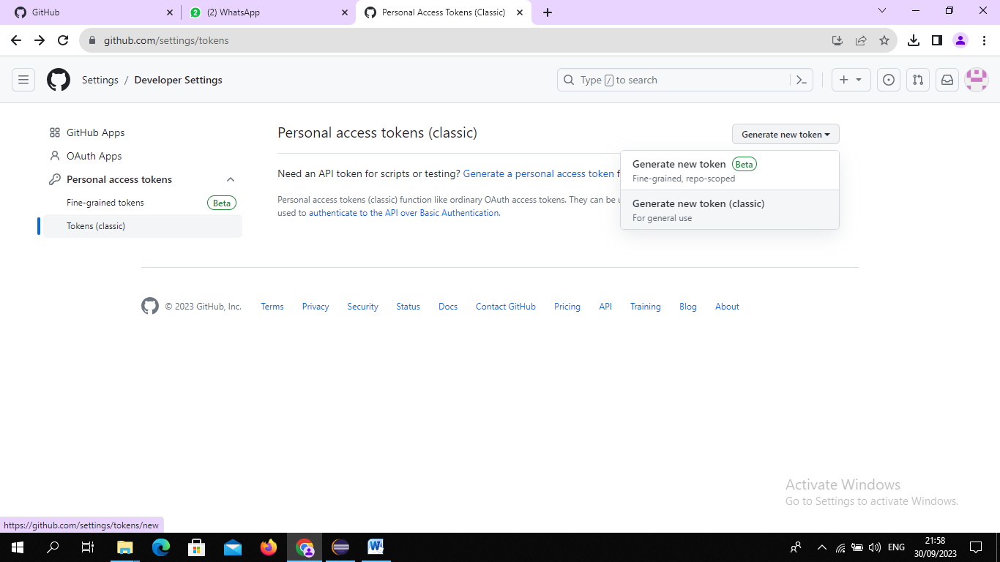 GitHub
(2) WhatsApp
Personal Access Tokens (Classic)
github.com/settings/tokens
Settings / Developer Settings
Type / to search
GitHub Apps
OAuth Apps
Personal access tokens
Fine-grained tokens Beta
Tokens (classic)
Personal access tokens (classic)
Generate new token
Need an API token for scripts or testing? Generate a personal access token f
Personal access tokens (classic) function like ordinary OAuth access tokens. They can be u
used to authenticate to the API over Basic Authentication.
Generate new token Beta
Fine-grained, repo-scoped
Generate new token (classic)
For general use
© 2023 GitHub, Inc. Terms Privacy Security Status Docs Contact GitHub Pricing API Training Blog About
Activate Windows
Go to Settings to activate Windows.
https://github.com/settings/tokens/new
ENG
21:58
30/09/2023